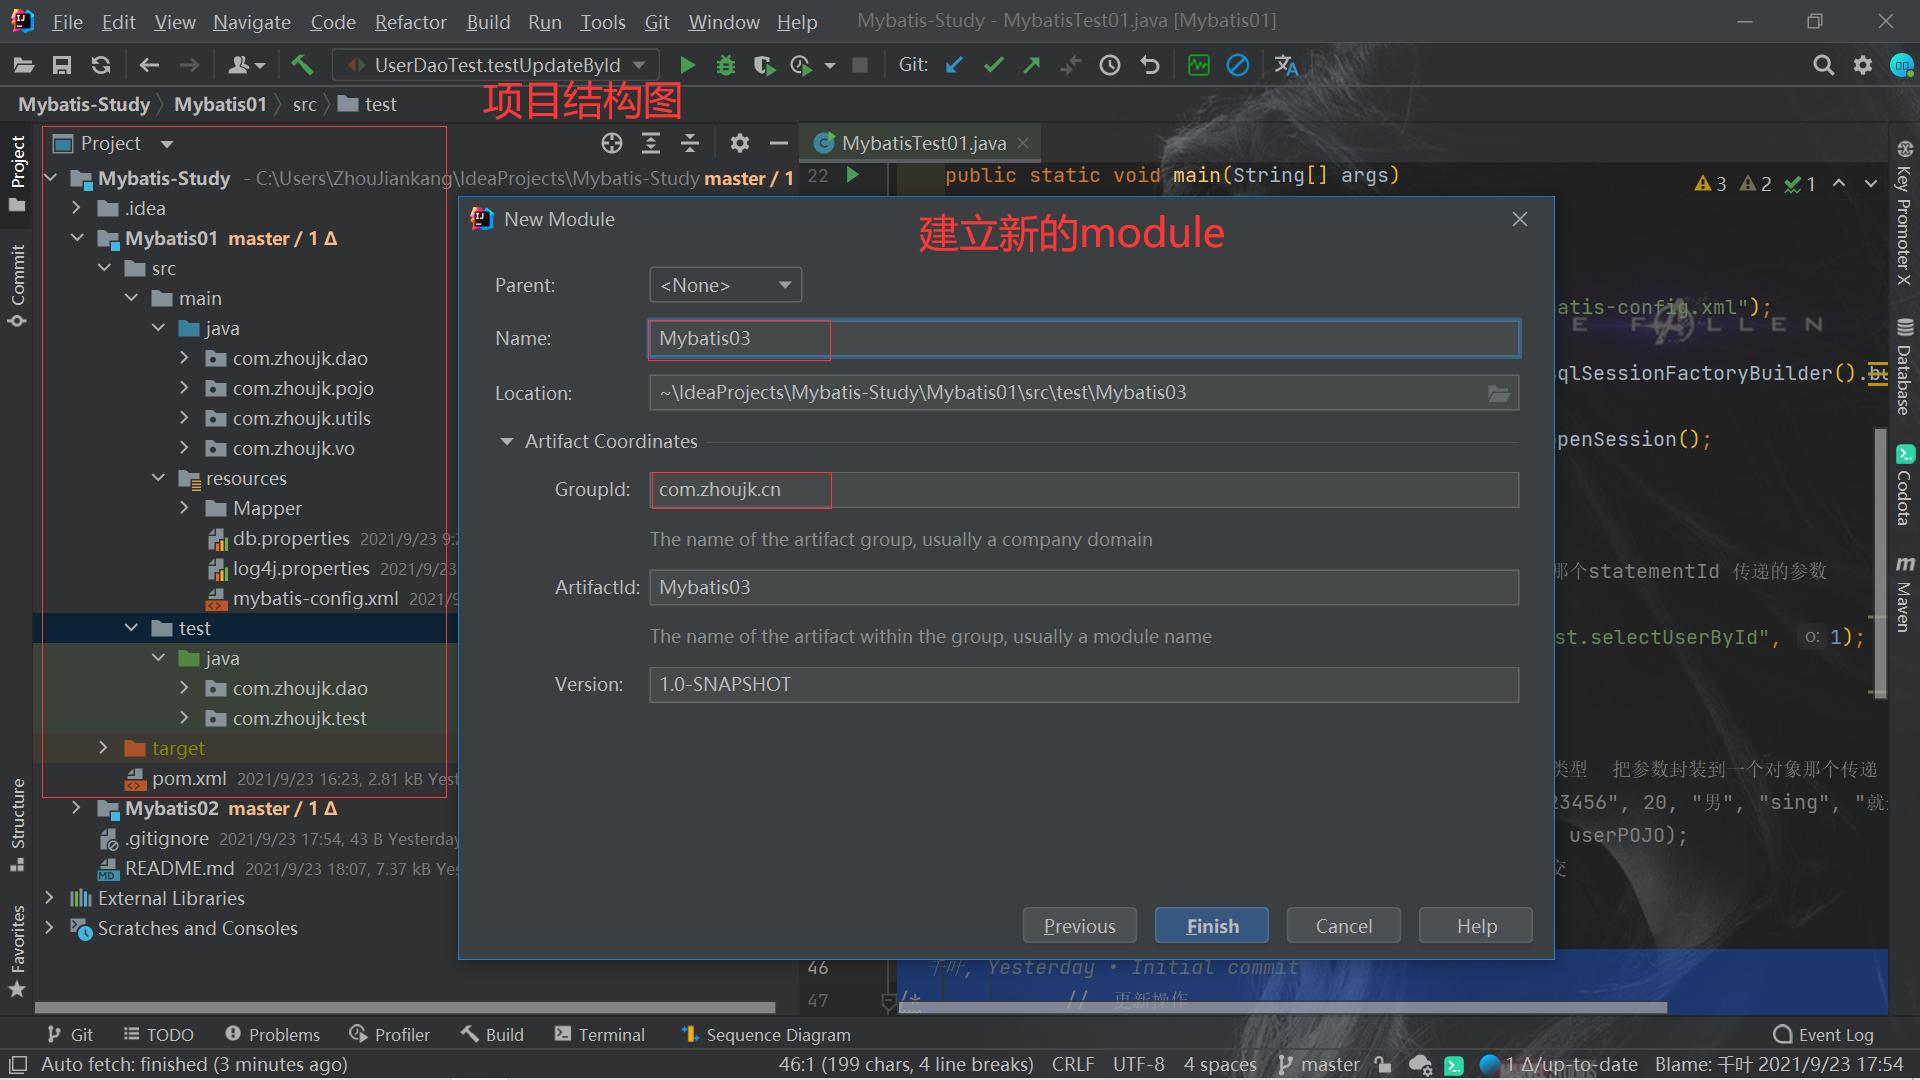 File Edit View Navigate Code Refactor Build Run Tools Git Window Help Mybatis-Study - MybatisTest01.java [Mybatis01]
UserDaoTest.testUpdateById Git:
Mybatis-Study Mybatis01 src test
项目结构图
Project
MybatisTest01.java
Mybatis-Study - C:\Users\ZhouJiankang\IdeaProjects\Mybatis-Study master / 1
22 public static void main(String[] args)
3 2 1
.idea
Mybatis01 master / 1 Δ
src
main
java
com.zhoujk.dao
com.zhoujk.pojo
com.zhoujk.utils
com.zhoujk.vo
resources
Mapper
db.properties 2021/9/23 9:2
log4j.properties 2021/9/23
mybatis-config.xml 2021/9
test
java
com.zhoujk.dao
com.zhoujk.test
target
pom.xml 2021/9/23 16:23, 2.81 kB Yest
Mybatis02 master / 1 Δ
.gitignore 2021/9/23 17:54, 43 B Yesterday
README.md 2021/9/23 18:07, 7.37 kB Yes
External Libraries
Scratches and Consoles
New Module
建立新的module
Parent: <None>
Name: Mybatis03
Location: ~\IdeaProjects\Mybatis-Study\Mybatis01\src\test\Mybatis03
Artifact Coordinates
GroupId: com.zhoujk.cn
The name of the artifact group, usually a company domain
ArtifactId: Mybatis03
The name of the artifact within the group, usually a module name
Version: 1.0-SNAPSHOT
Previous Finish Cancel Help
atis-config.xml");
E FALLEN
qlSessionFactoryBuilder().bu
penSession();
那个statementId 传递的参数
st.selectUserById", o: 1);
类型 把参数封装到一个对象那个传递
23456", 20, "男", "sing", "就
userPOJO);
交
46 千叶, Yesterday • Initial commit
47 /* // 更新操作
Project
Commit
Structure
Favorites
Key Promoter X
Database
Codota
Maven
Git TODO Problems Profiler Build Terminal Sequence Diagram Event Log
Auto fetch: finished (3 minutes ago) 46:1 (199 chars, 4 line breaks) CRLF UTF-8 4 spaces master 1 Δ/up-to-date Blame: 千叶 2021/9/23 17:54